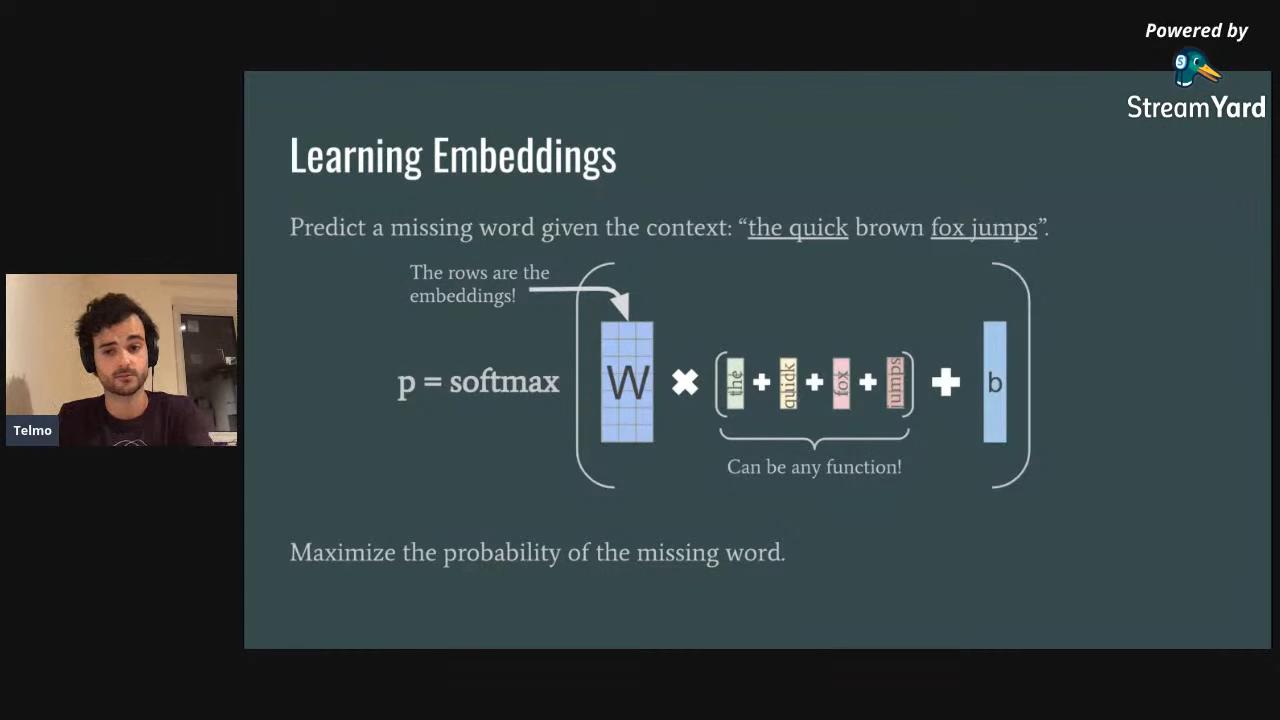 Powered by
StreamYard
Learning Embeddings
Predict a missing word given the context: “the quick brown fox jumps”.
The rows are the
embeddings!
p = softmax
W
the
quidk
fox
jumps
b
Can be any function!
Maximize the probability of the missing word.
Telmo